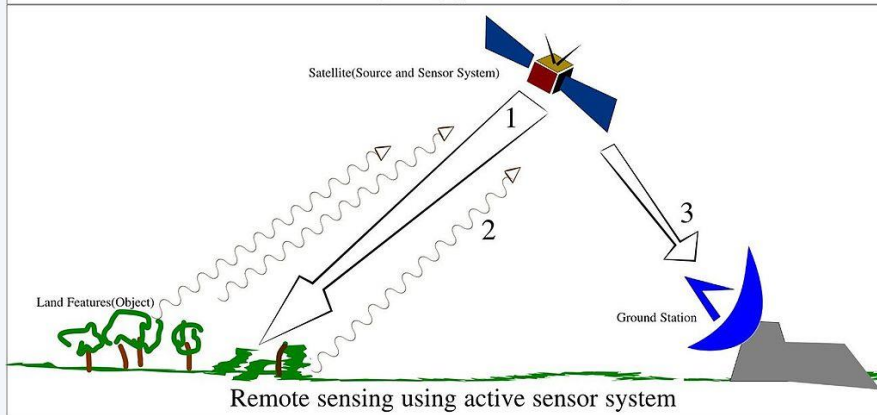 Satellite(Source and Sensor System)
1
2
3
Land Features(Object)
Ground Station
Remote sensing using active sensor system